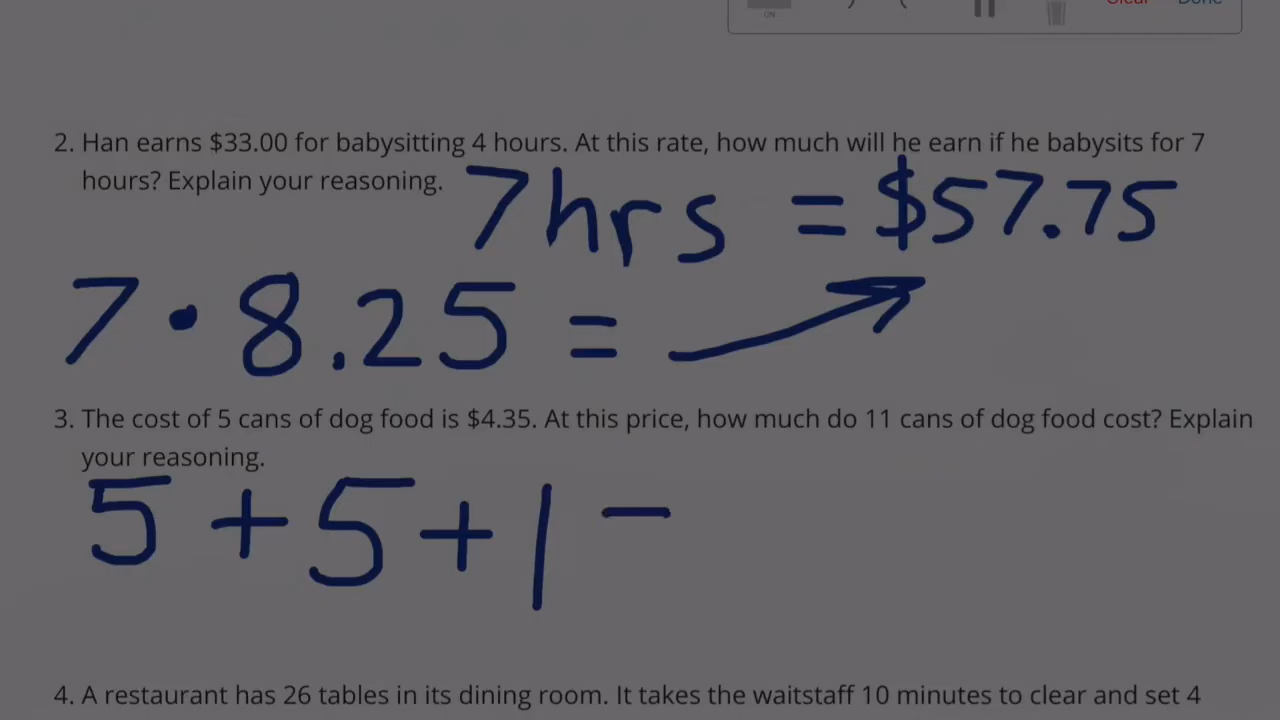 ON
Clear Done
2. Han earns $33.00 for babysitting 4 hours. At this rate, how much will he earn if he babysits for 7
hours? Explain your reasoning.
7hrs = $57.75
7 · 8.25 =
3. The cost of 5 cans of dog food is $4.35. At this price, how much do 11 cans of dog food cost? Explain
your reasoning.
5 + 5 + 1 −
4. A restaurant has 26 tables in its dining room. It takes the waitstaff 10 minutes to clear and set 4